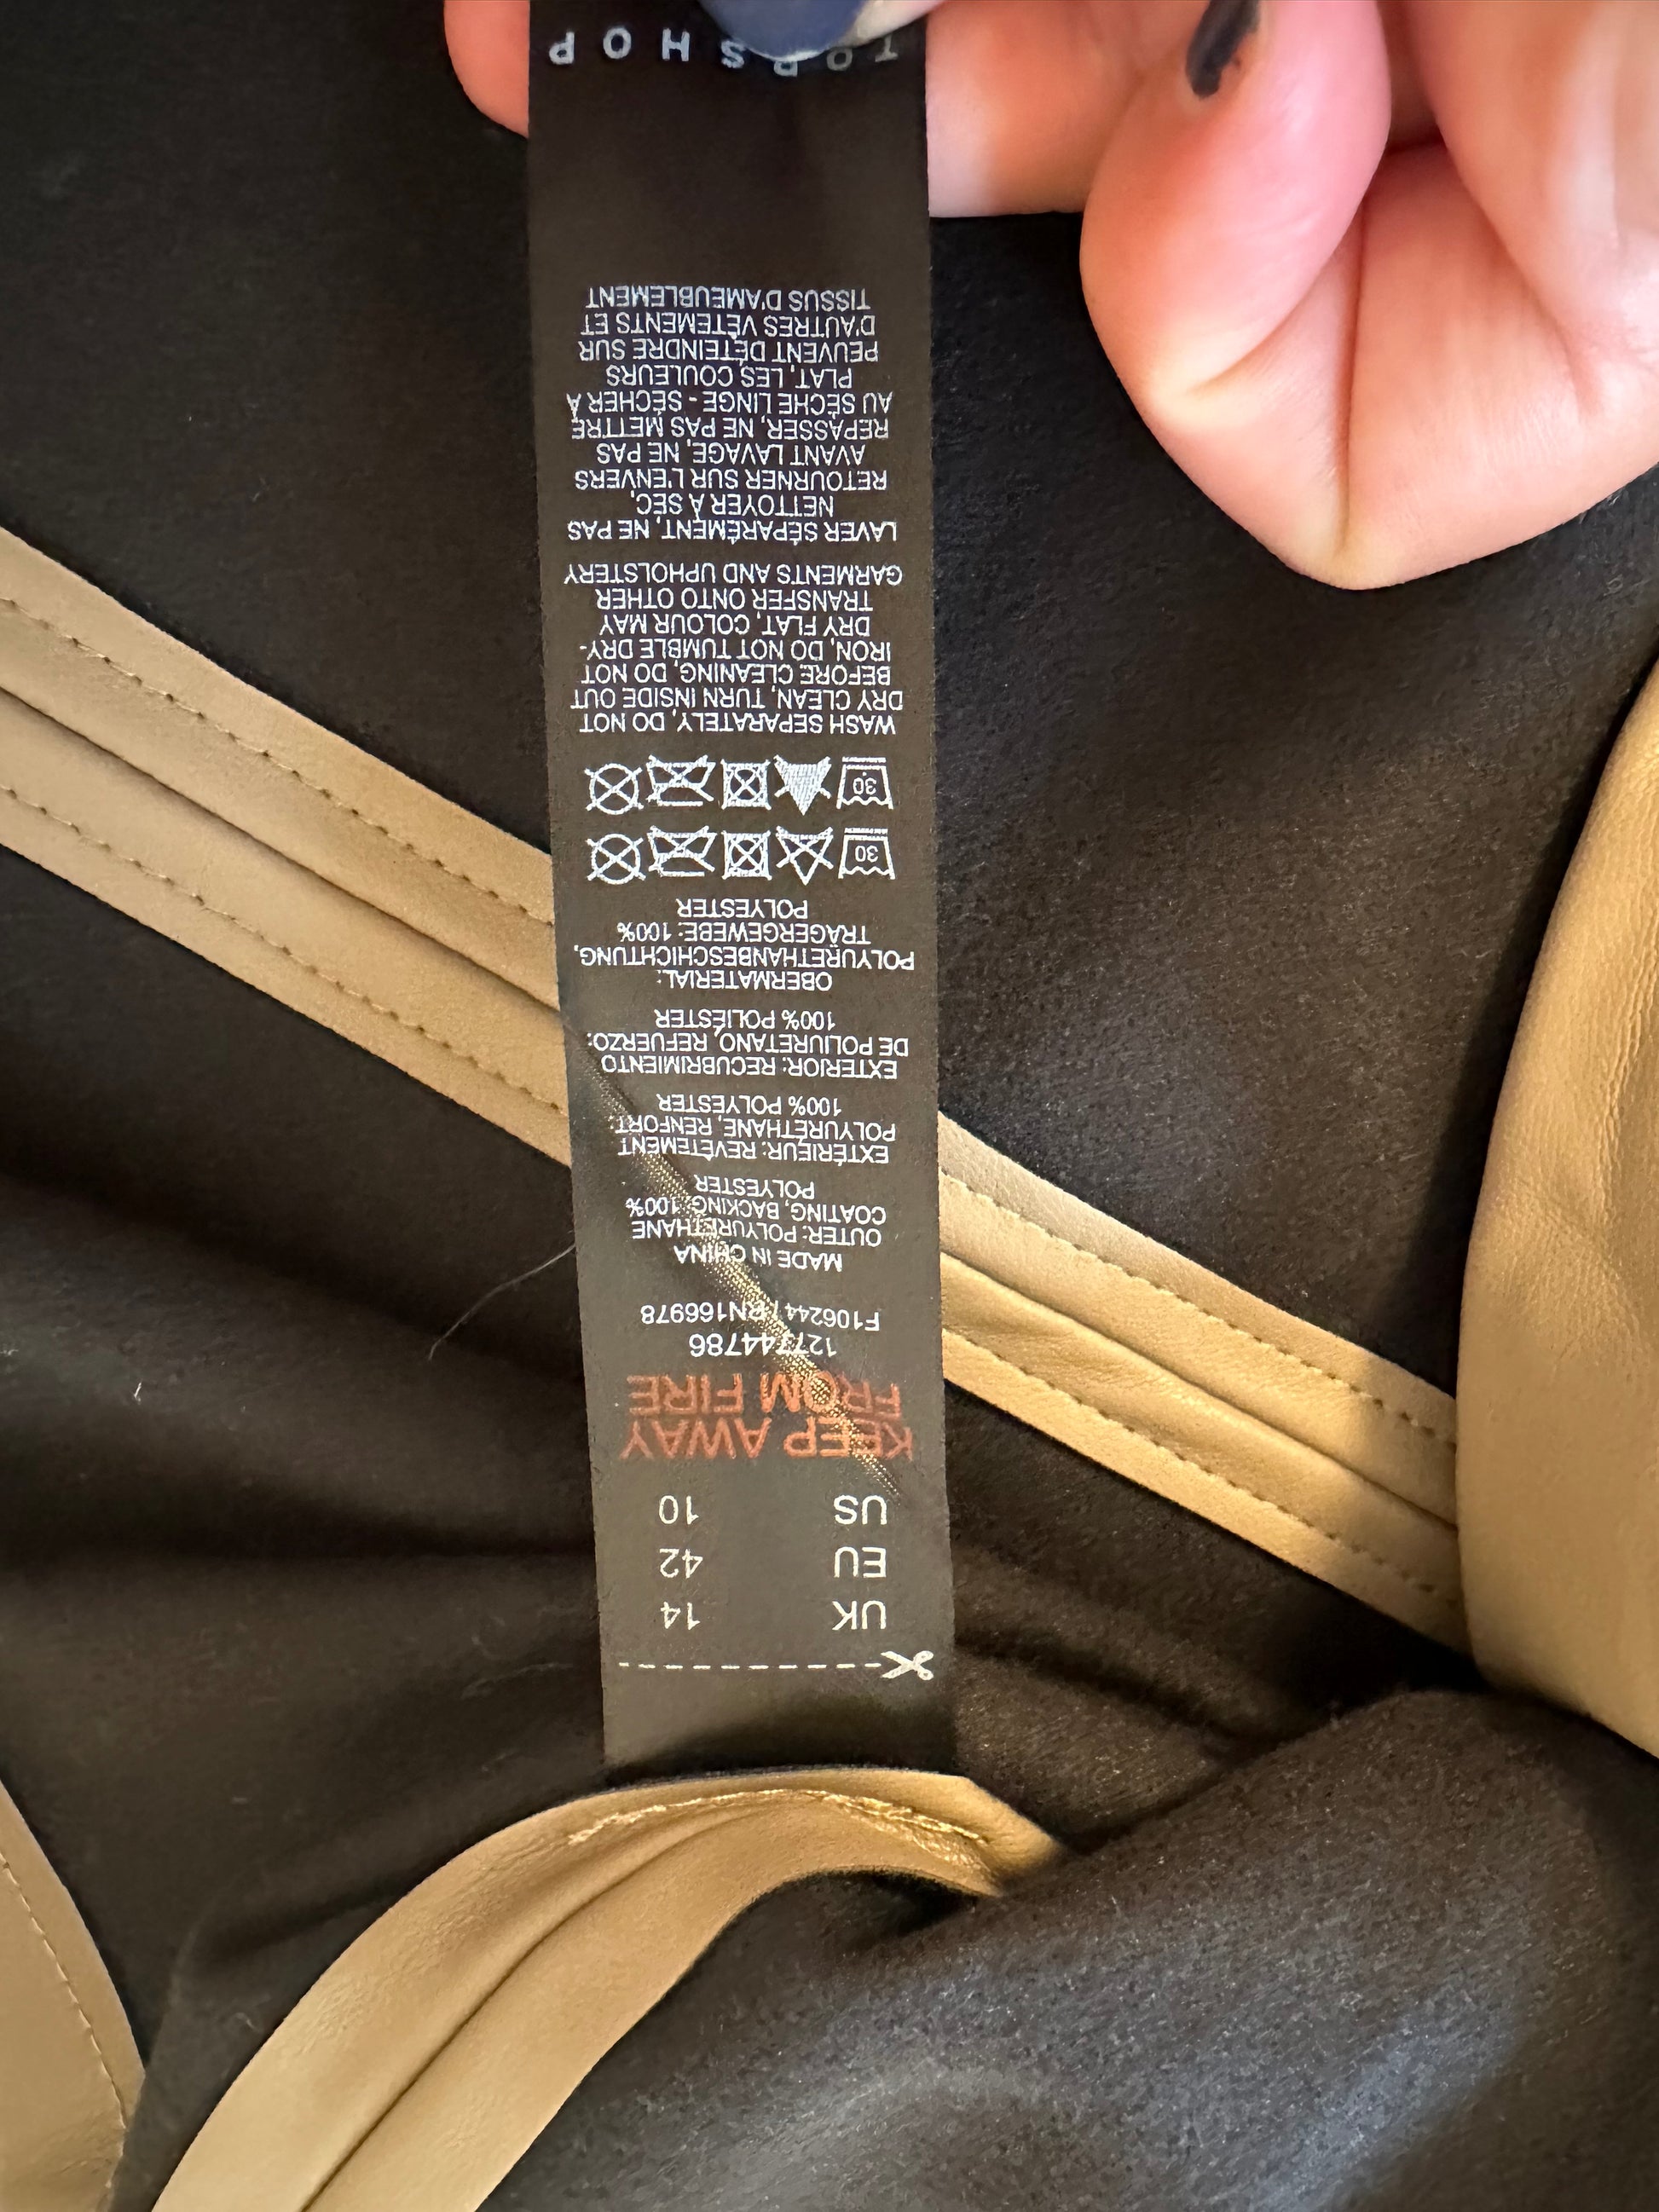 UK 14
EU 42
US 10
KEEP AWAY
FROM FIRE
127744786
F106244 RN166978
MADE IN CHINA
OUTER: POLYURETHANE
COATING, BACKING: 100%
POLYESTER
EXTÉRIEUR: REVÊTEMENT
POLYURÉTHANE, RENFORT:
100% POLYESTER
EXTERIOR: RECUBRIMIENTO
DE POLIURETANO, REFUERZO:
100% POLIÉSTER
OBERMATERIAL:
POLYURETHANBESCHICHTUNG,
TRÄGERGEWEBE: 100%
POLYESTER
30
30
WASH SEPARATELY, DO NOT
DRY CLEAN, TURN INSIDE OUT
BEFORE CLEANING, DO NOT
IRON, DO NOT TUMBLE DRY-
DRY FLAT, COLOUR MAY
TRANSFER ONTO OTHER
GARMENTS AND UPHOLSTERY
LAVER SÉPARÉMENT, NE PAS
NETTOYER À SEC,
RETOURNER SUR L'ENVERS
AVANT LAVAGE, NE PAS
REPASSER, NE PAS METTRE
AU SÈCHE LINGE - SÉCHER À
PLAT, LES COULEURS
PEUVENT DÉTEINDRE SUR
D'AUTRES VÊTEMENTS ET
TISSUS D'AMEUBLEMENT
TOPSHOP